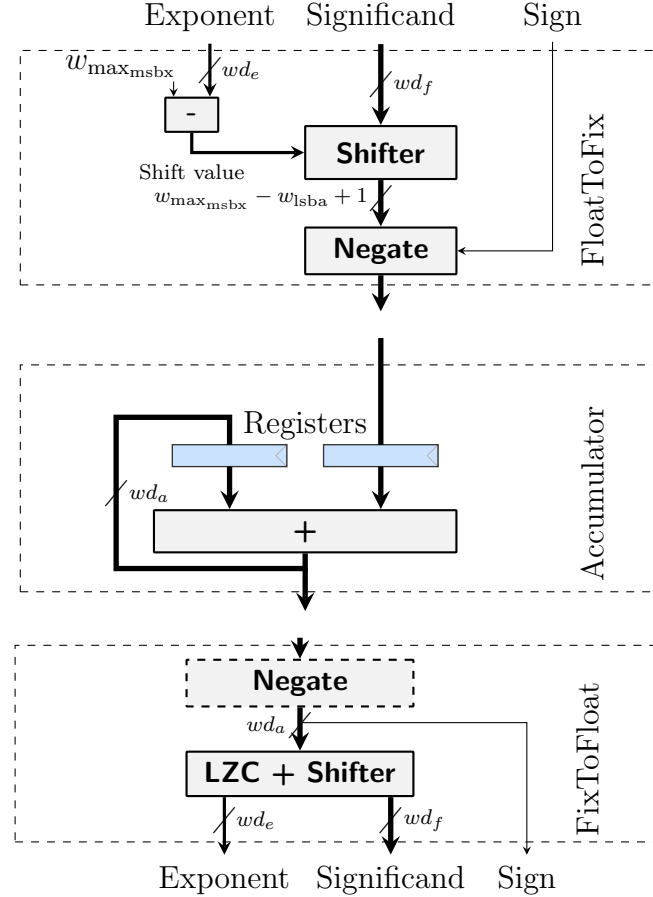 Exponent Significand Sign
w_max_msbx
wd_e
wd_f
-
Shifter
Shift value
w_max_msbx − w_lsba + 1
Negate
FloatToFix
Registers
wd_a
+
Accumulator
Negate
wd_a
LZC + Shifter
wd_e
wd_f
FixToFloat
Exponent Significand Sign